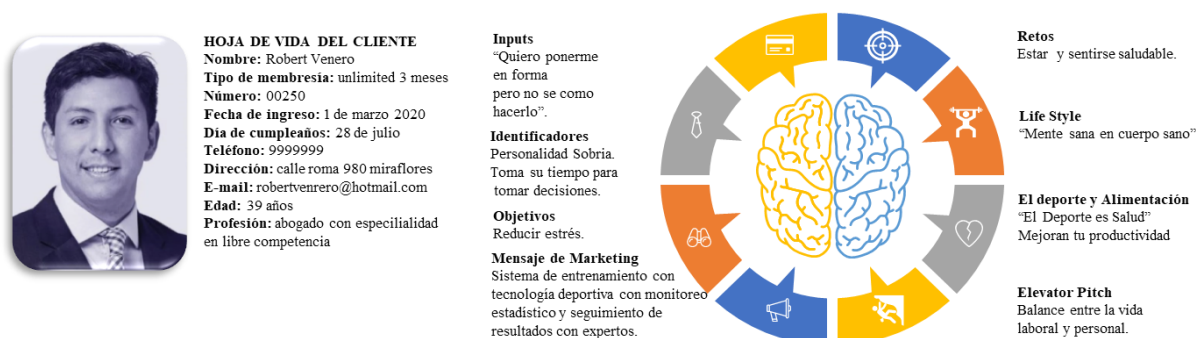 HOJA DE VIDA DEL CLIENTE
Nombre: Robert Venero
Tipo de membresía: unlimited 3 meses
Número: 00250
Fecha de ingreso: 1 de marzo 2020
Día de cumpleaños: 28 de julio
Teléfono: 9999999
Dirección: calle roma 980 miraflores
E-mail: robertvenrero@hotmail.com
Edad: 39 años
Profesión: abogado con especilialidad
en libre competencia
Inputs
“Quiero ponerme
en forma
pero no se como
hacerlo”.
Identificadores
Personalidad Sobria.
Toma su tiempo para
tomar decisiones.
Objetivos
Reducir estrés.
Mensaje de Marketing
Sistema de entrenamiento con
tecnología deportiva con monitoreo
estadístico y seguimiento de
resultados con expertos.
Retos
Estar y sentirse saludable.
Life Style
“Mente sana en cuerpo sano”
El deporte y Alimentación
“El Deporte es Salud”
Mejoran tu productividad
Elevator Pitch
Balance entre la vida
laboral y personal.